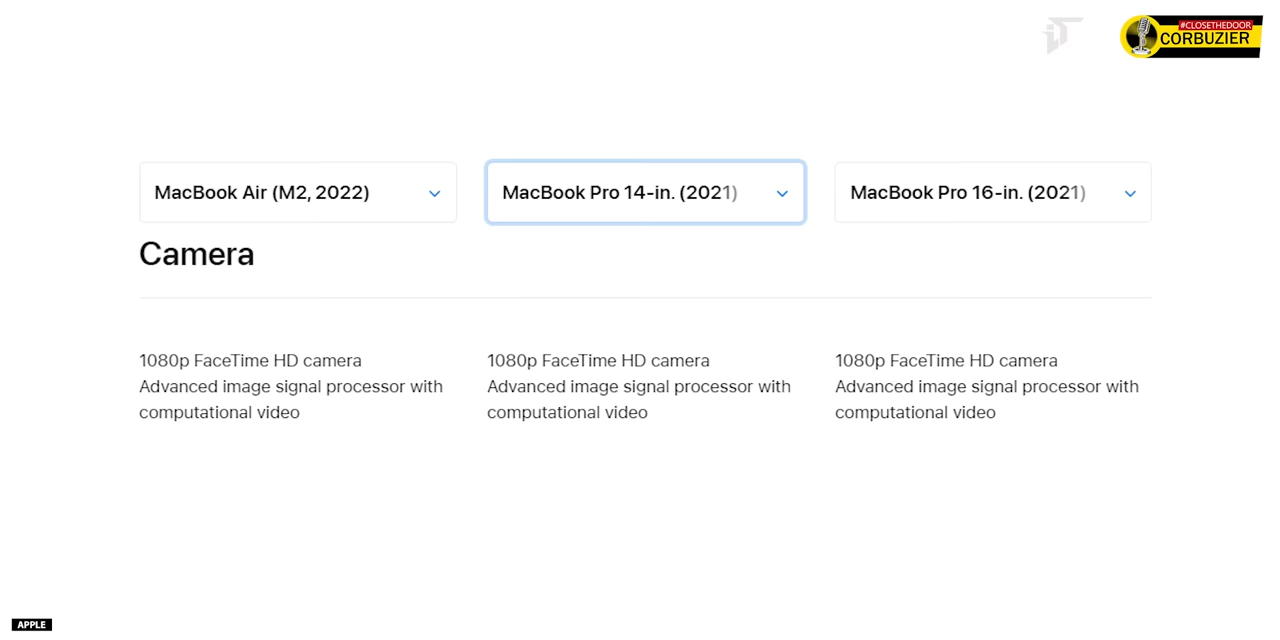 #CLOSETHEDOOR
CORBUZIER
MacBook Air (M2, 2022)
MacBook Pro 14-in. (2021)
MacBook Pro 16-in. (2021)
Camera
1080p FaceTime HD camera
Advanced image signal processor with
computational video
1080p FaceTime HD camera
Advanced image signal processor with
computational video
1080p FaceTime HD camera
Advanced image signal processor with
computational video
APPLE